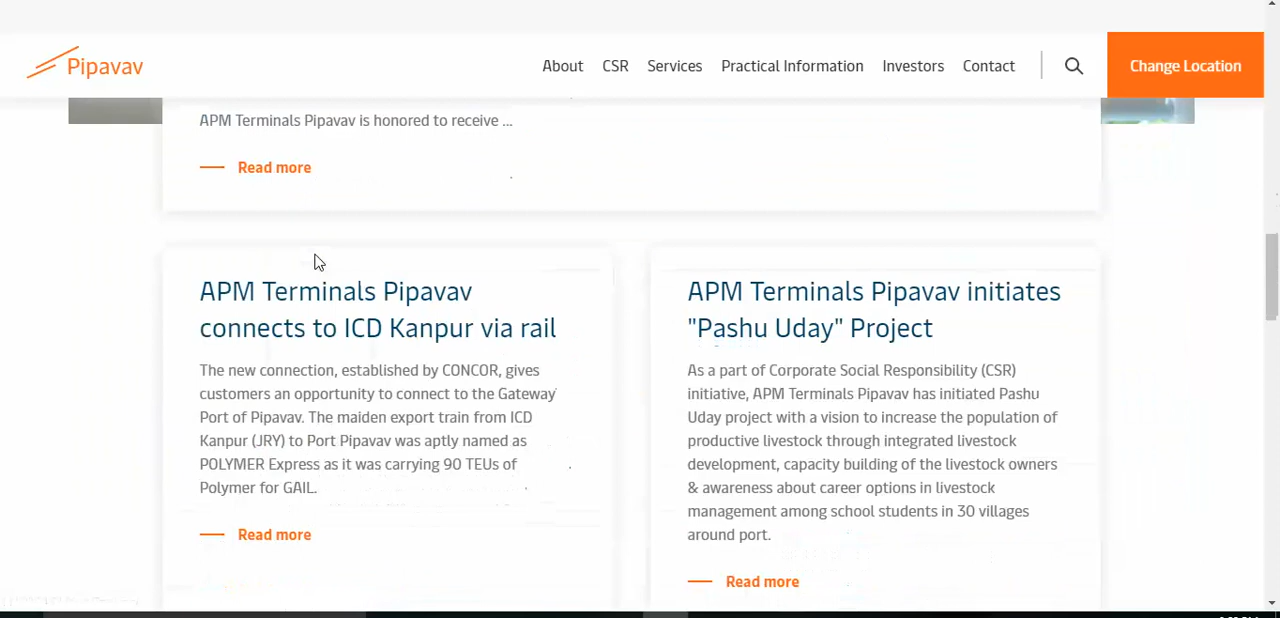 Pipavav
About CSR Services Practical Information Investors Contact Change Location
APM Terminals Pipavav is honored to receive ...
Read more
APM Terminals Pipavav
connects to ICD Kanpur via rail
The new connection, established by CONCOR, gives
customers an opportunity to connect to the Gateway
Port of Pipavav. The maiden export train from ICD
Kanpur (JRY) to Port Pipavav was aptly named as
POLYMER Express as it was carrying 90 TEUs of
Polymer for GAIL.
Read more
APM Terminals Pipavav initiates
"Pashu Uday" Project
As a part of Corporate Social Responsibility (CSR)
initiative, APM Terminals Pipavav has initiated Pashu
Uday project with a vision to increase the population of
productive livestock through integrated livestock
development, capacity building of the livestock owners
& awareness about career options in livestock
management among school students in 30 villages
around port.
Read more